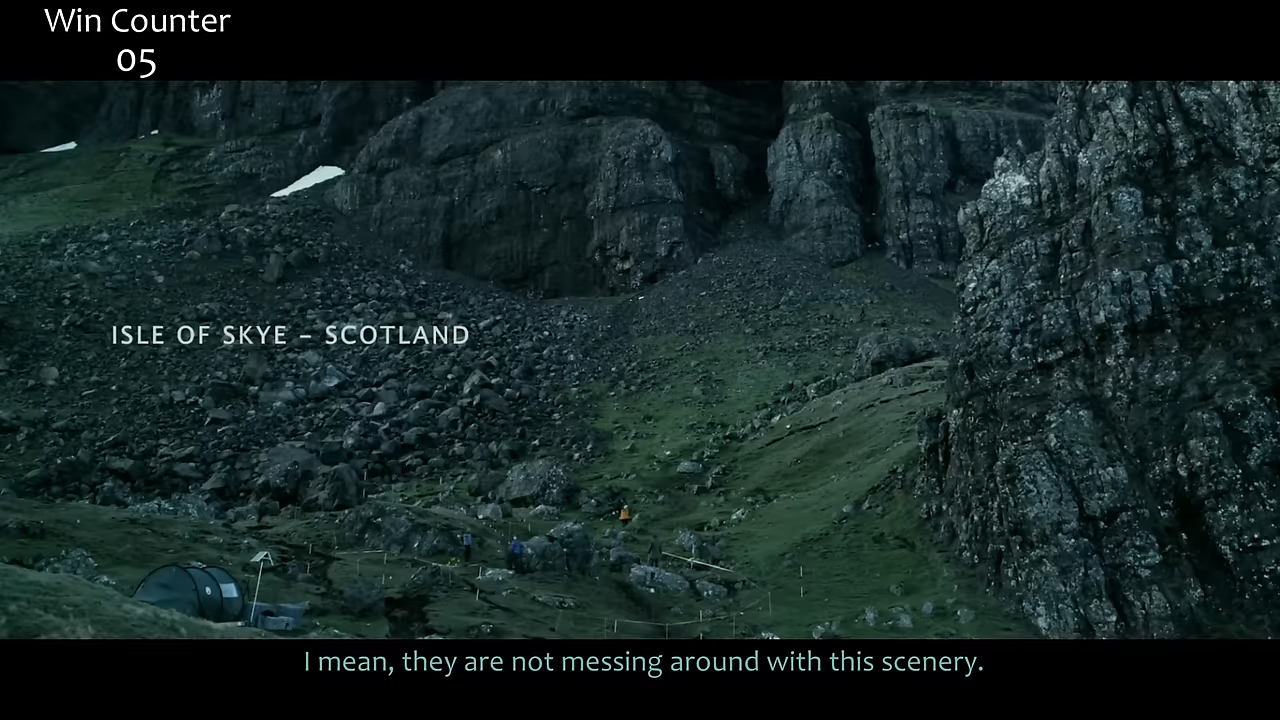 Win Counter
05
ISLE OF SKYE – SCOTLAND
I mean, they are not messing around with this scenery.